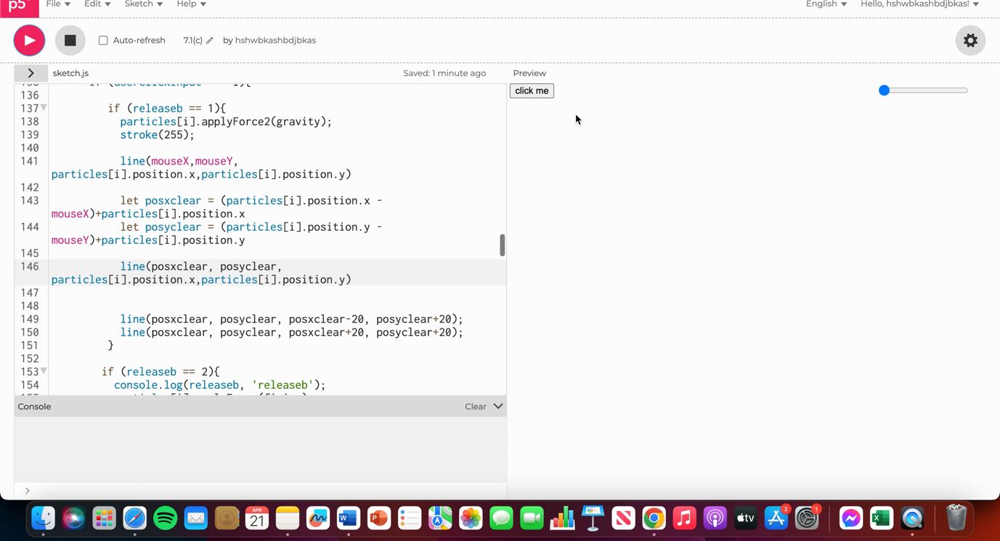 p5
File ▼ Edit ▼ Sketch ▼ Help ▼ English ▼ Hello, hshwbkashbdjbkas! ▼
Auto-refresh 7.1(c) by hshwbkashbdjbkas
sketch.js Saved: 1 minute ago Preview
click me
136
137 if (releaseb == 1){
138 particles[i].applyForce2(gravity);
139 stroke(255);
140
141 line(mouseX,mouseY,
particles[i].position.x,particles[i].position.y)
142
143 let posxclear = (particles[i].position.x -
mouseX)+particles[i].position.x
144 let posyclear = (particles[i].position.y -
mouseY)+particles[i].position.y
145
146 line(posxclear, posyclear,
particles[i].position.x,particles[i].position.y)
147
148
149 line(posxclear, posyclear, posxclear-20, posyclear+20);
150 line(posxclear, posyclear, posxclear+20, posyclear+20);
151 }
152
153 if (releaseb == 2){
154 console.log(releaseb, 'releaseb');
Console Clear
>
APR
21
tv
2
1